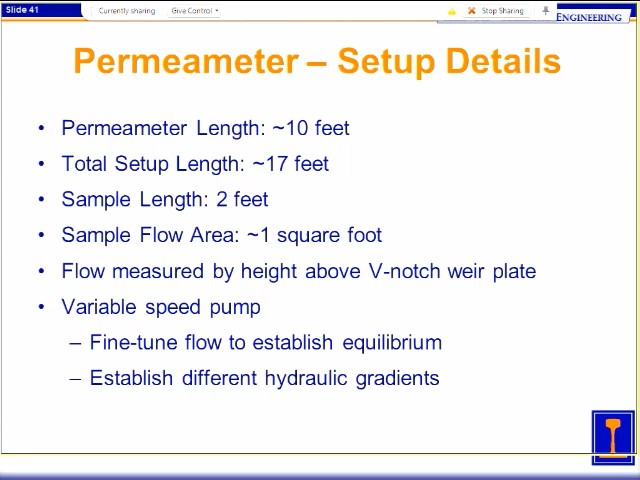 Slide 41
Currently sharing
Give Control
Stop Sharing
ENGINEERING
Permeameter – Setup Details
• Permeameter Length: ~10 feet
• Total Setup Length: ~17 feet
• Sample Length: 2 feet
• Sample Flow Area: ~1 square foot
• Flow measured by height above V-notch weir plate
• Variable speed pump
– Fine-tune flow to establish equilibrium
– Establish different hydraulic gradients